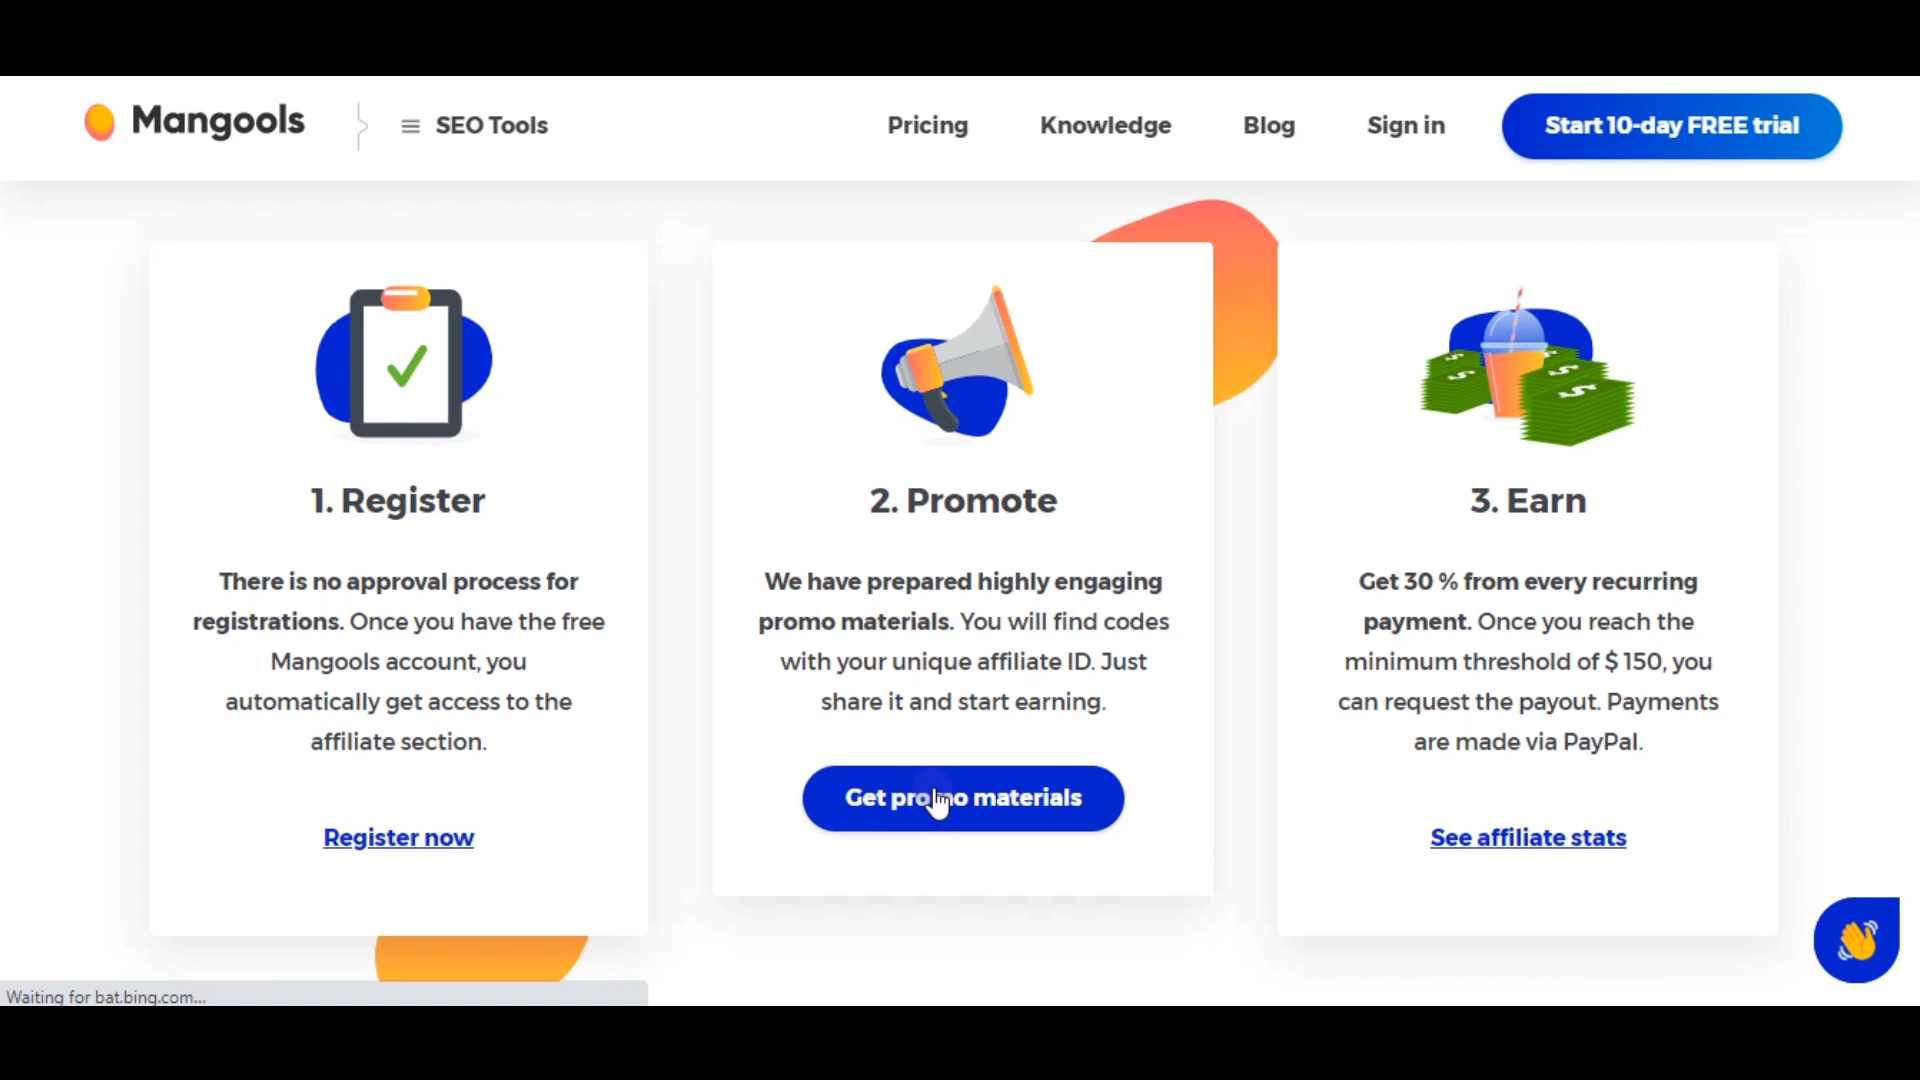 Mangools
SEO Tools
Pricing
Knowledge
Blog
Sign in
Start 10-day FREE trial
1. Register
There is no approval process for
registrations. Once you have the free
Mangools account, you
automatically get access to the
affiliate section.
Register now
2. Promote
We have prepared highly engaging
promo materials. You will find codes
with your unique affiliate ID. Just
share it and start earning.
Get promo materials
3. Earn
Get 30 % from every recurring
payment. Once you reach the
minimum threshold of $ 150, you
can request the payout. Payments
are made via PayPal.
See affiliate stats
Waiting for bat.bing.com...